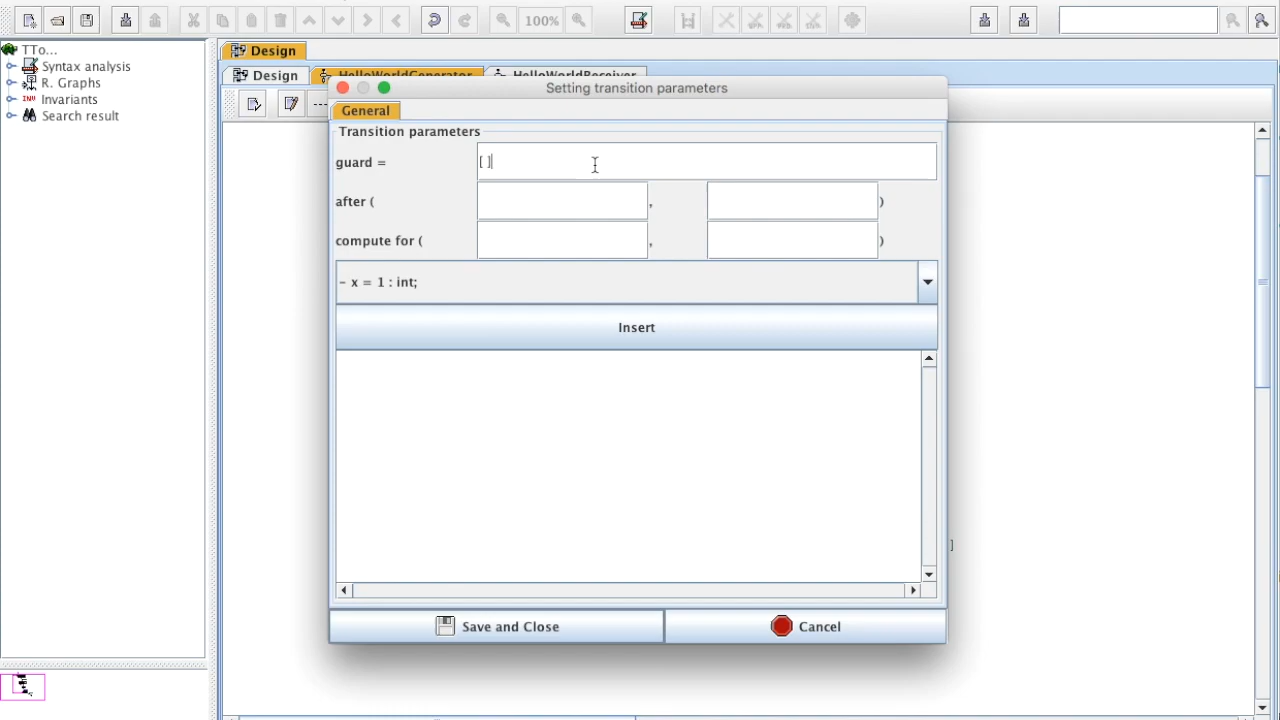 100%
TTo...
Syntax analysis
R. Graphs
INV Invariants
Search result
Design
Design HelloWorldGenerator HelloWorldReceiver
Setting transition parameters
General
Transition parameters
guard = [ ]
after ( , )
compute for ( , )
- x = 1 : int;
Insert
]
Save and Close Cancel